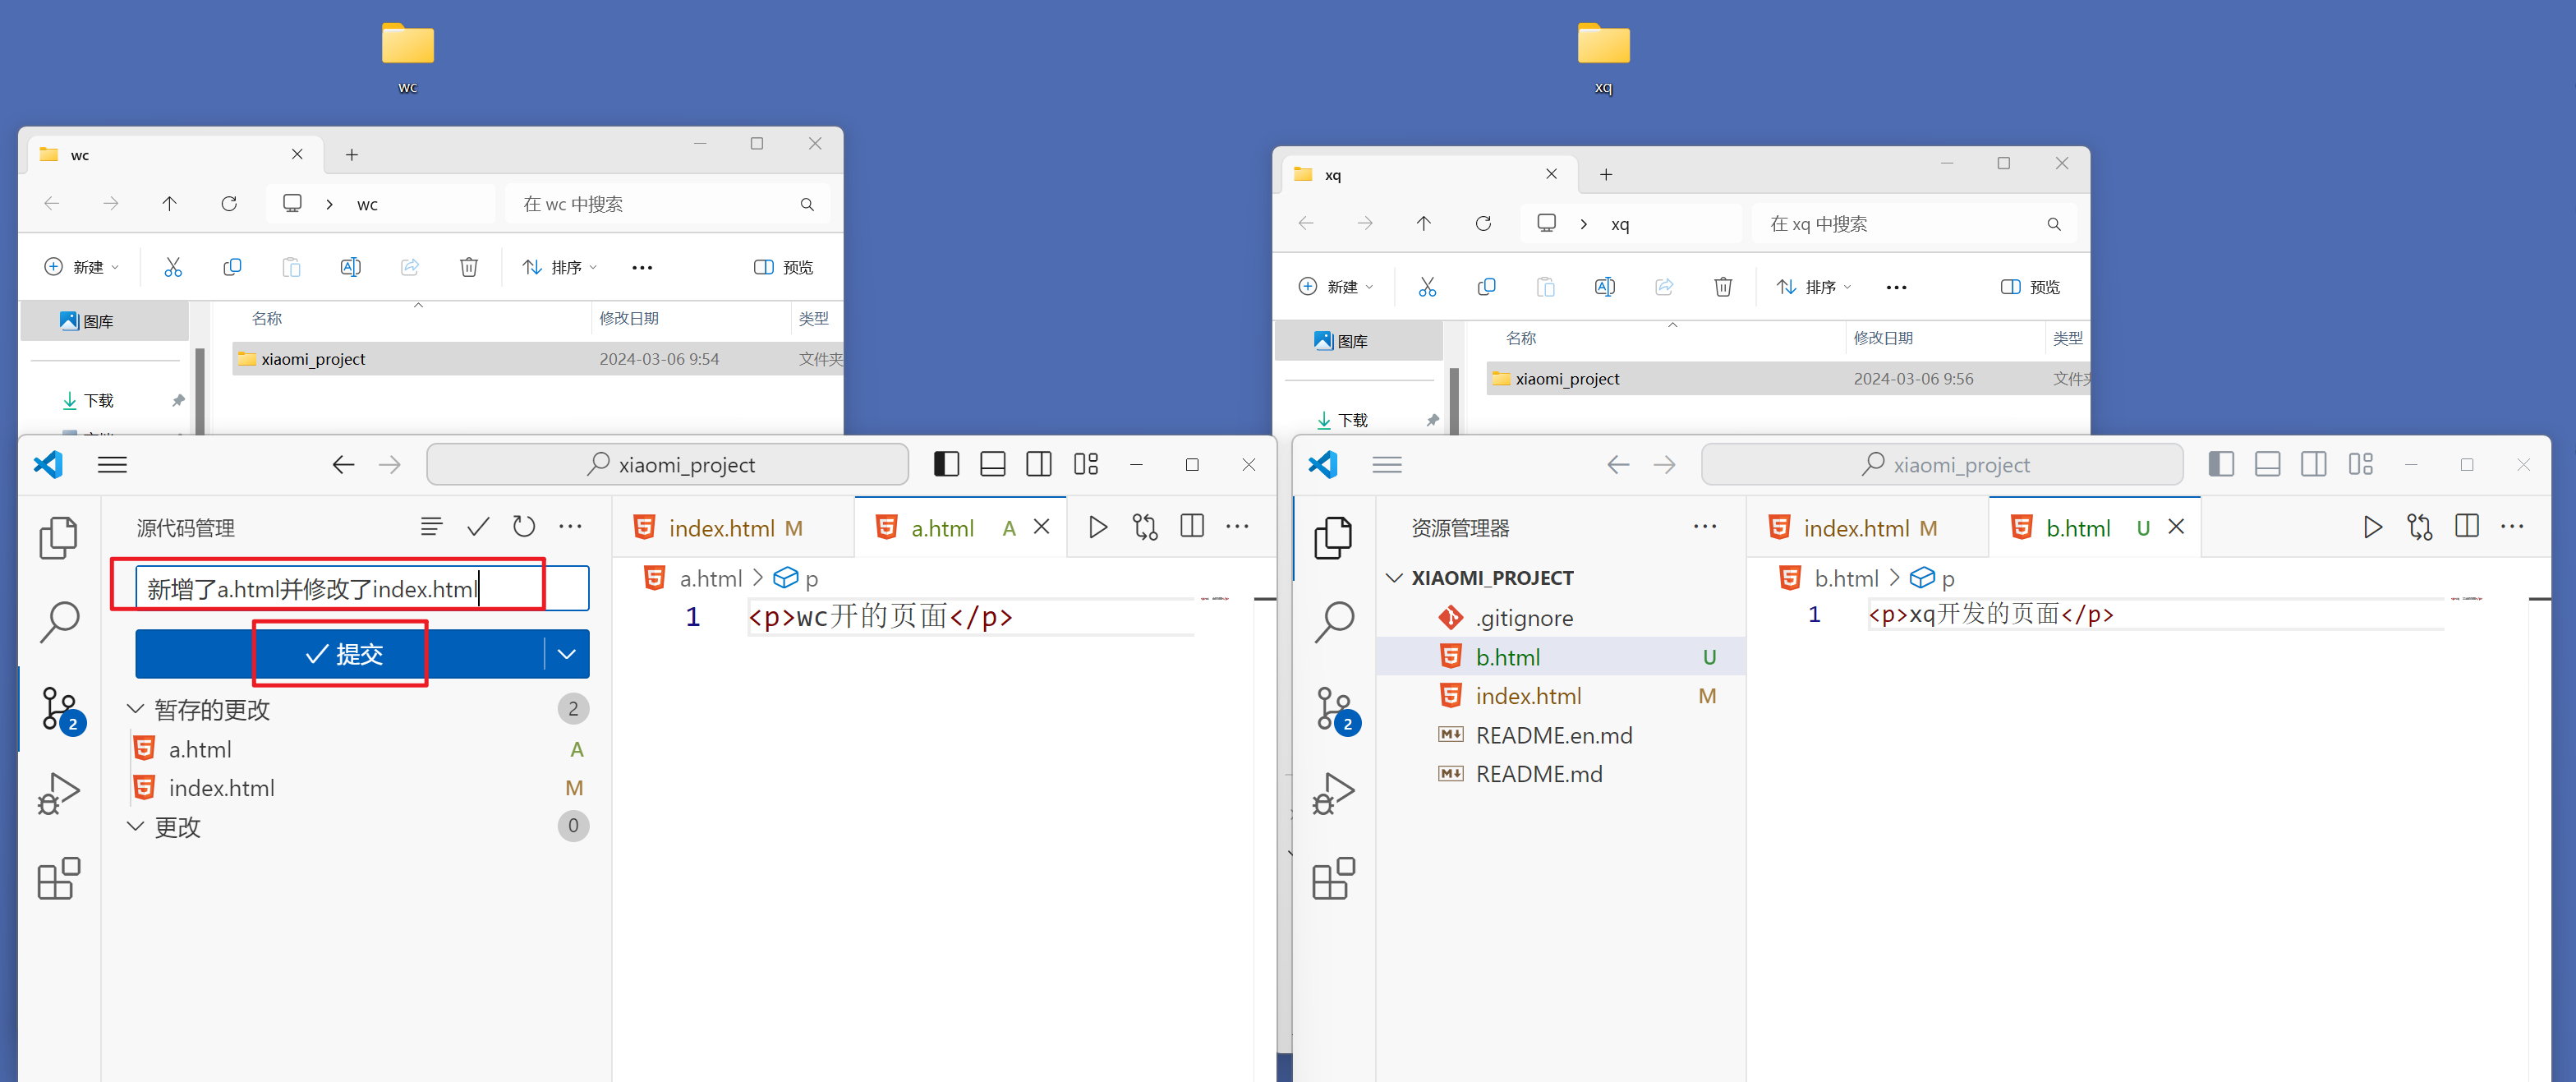 wc
xq
wc
wc
在 wc 中搜索
新建
排序
预览
图库
名称
修改日期
类型
xiaomi_project
2024-03-06 9:54
文件夹
下载
xq
xq
在 xq 中搜索
新建
排序
预览
图库
名称
修改日期
类型
xiaomi_project
2024-03-06 9:56
下载
xiaomi_project
源代码管理
新增了a.html并修改了index.html
提交
暂存的更改
2
a.html
A
index.html
M
更改
0
2
index.html M
a.html A
a.html > p
1 <p>wc开的页面</p>
xiaomi_project
资源管理器
XIAOMI_PROJECT
.gitignore
b.html U
index.html M
README.en.md
README.md
2
index.html M
b.html U
b.html > p
1 <p>xq开发的页面</p>